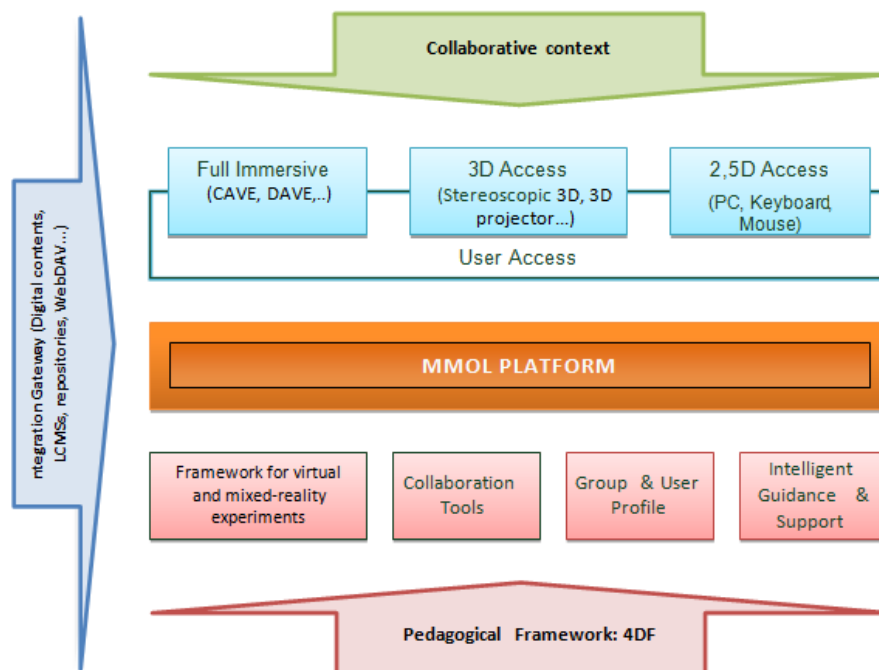 Collaborative context
Full Immersive
(CAVE, DAVE,..)
3D Access
(Stereoscopic 3D, 3D
projector...)
2,5D Access
(PC, Keyboard,
Mouse)
User Access
ntegration Gateway (Digital contents,
LCMSs, repositories, WebDAV...)
MMOL PLATFORM
Framework for virtual
and mixed-reality
experiments
Collaboration
Tools
Group & User
Profile
Intelligent
Guidance &
Support
Pedagogical Framework: 4DF